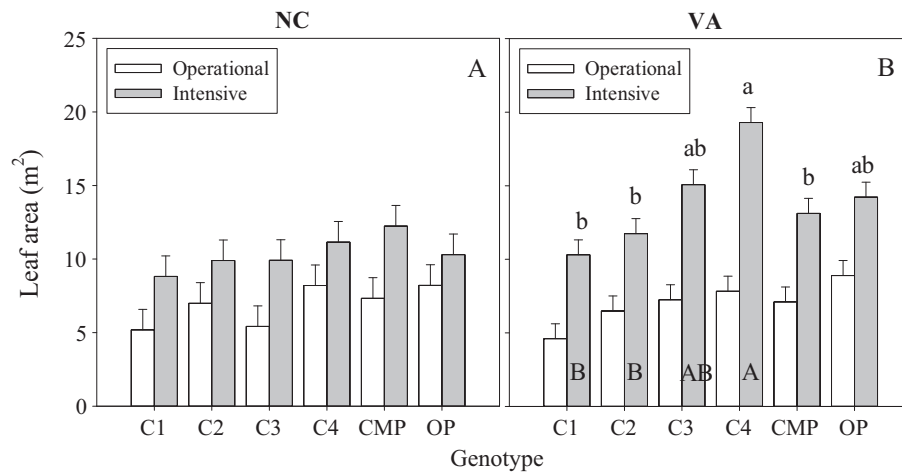 NC
VA
Leaf area (m²)
25
20
15
10
5
0
Operational
Intensive
A
Operational
Intensive
B
b
b
ab
a
b
ab
B
B
AB
A
C1 C2 C3 C4 CMP OP
C1 C2 C3 C4 CMP OP
Genotype